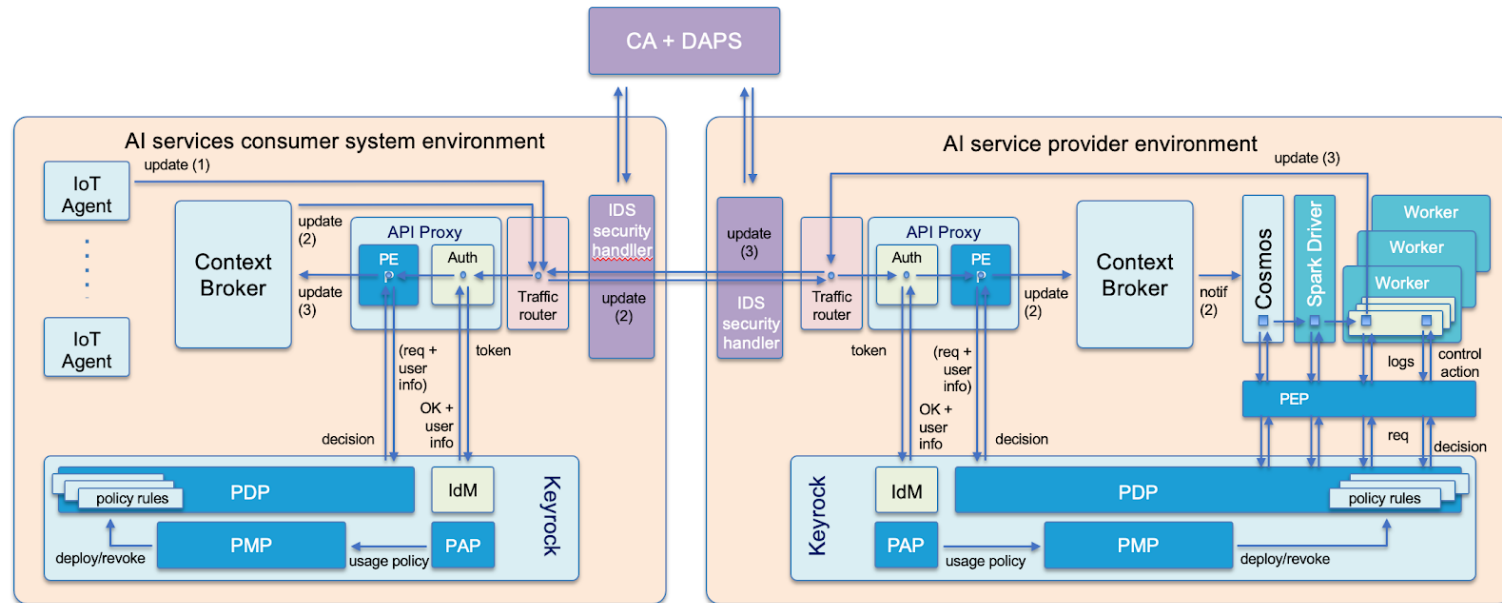 CA + DAPS
AI services consumer system environment
update (1)
IoT
Agent
IoT
Agent
Context
Broker
update
(2)
update
(3)
API Proxy
PE
P
Auth
Traffic
router
IDS
security
handller
update
(2)
(req +
user
info)
token
OK +
user
info
decision
PDP
policy rules
IdM
Keyrock
deploy/revoke
PMP
usage policy
PAP
AI service provider environment
update (3)
update
(3)
IDS
security
handler
Traffic
router
API Proxy
Auth
PE
P
update
(2)
Context
Broker
notif
(2)
Cosmos
Spark Driver
Worker
Worker
Worker
token
(req +
user
info)
OK +
user
info
decision
logs
control
action
PEP
req
decision
Keyrock
IdM
PDP
policy rules
PAP
usage policy
PMP
deploy/revoke